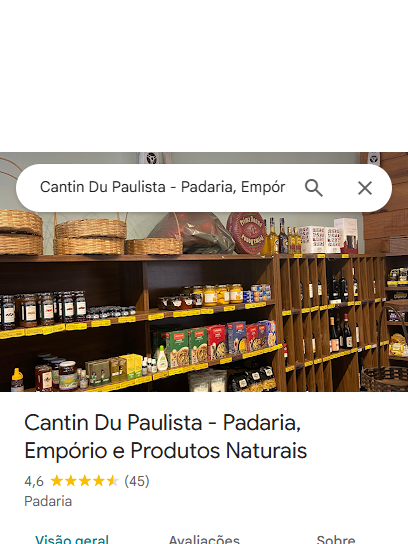 Cantin Du Paulista - Padaria, Empór
Cantin Du Paulista - Padaria,
Empório e Produtos Naturais
4,6 (45)
Padaria
Visão geral Avaliações Sobre